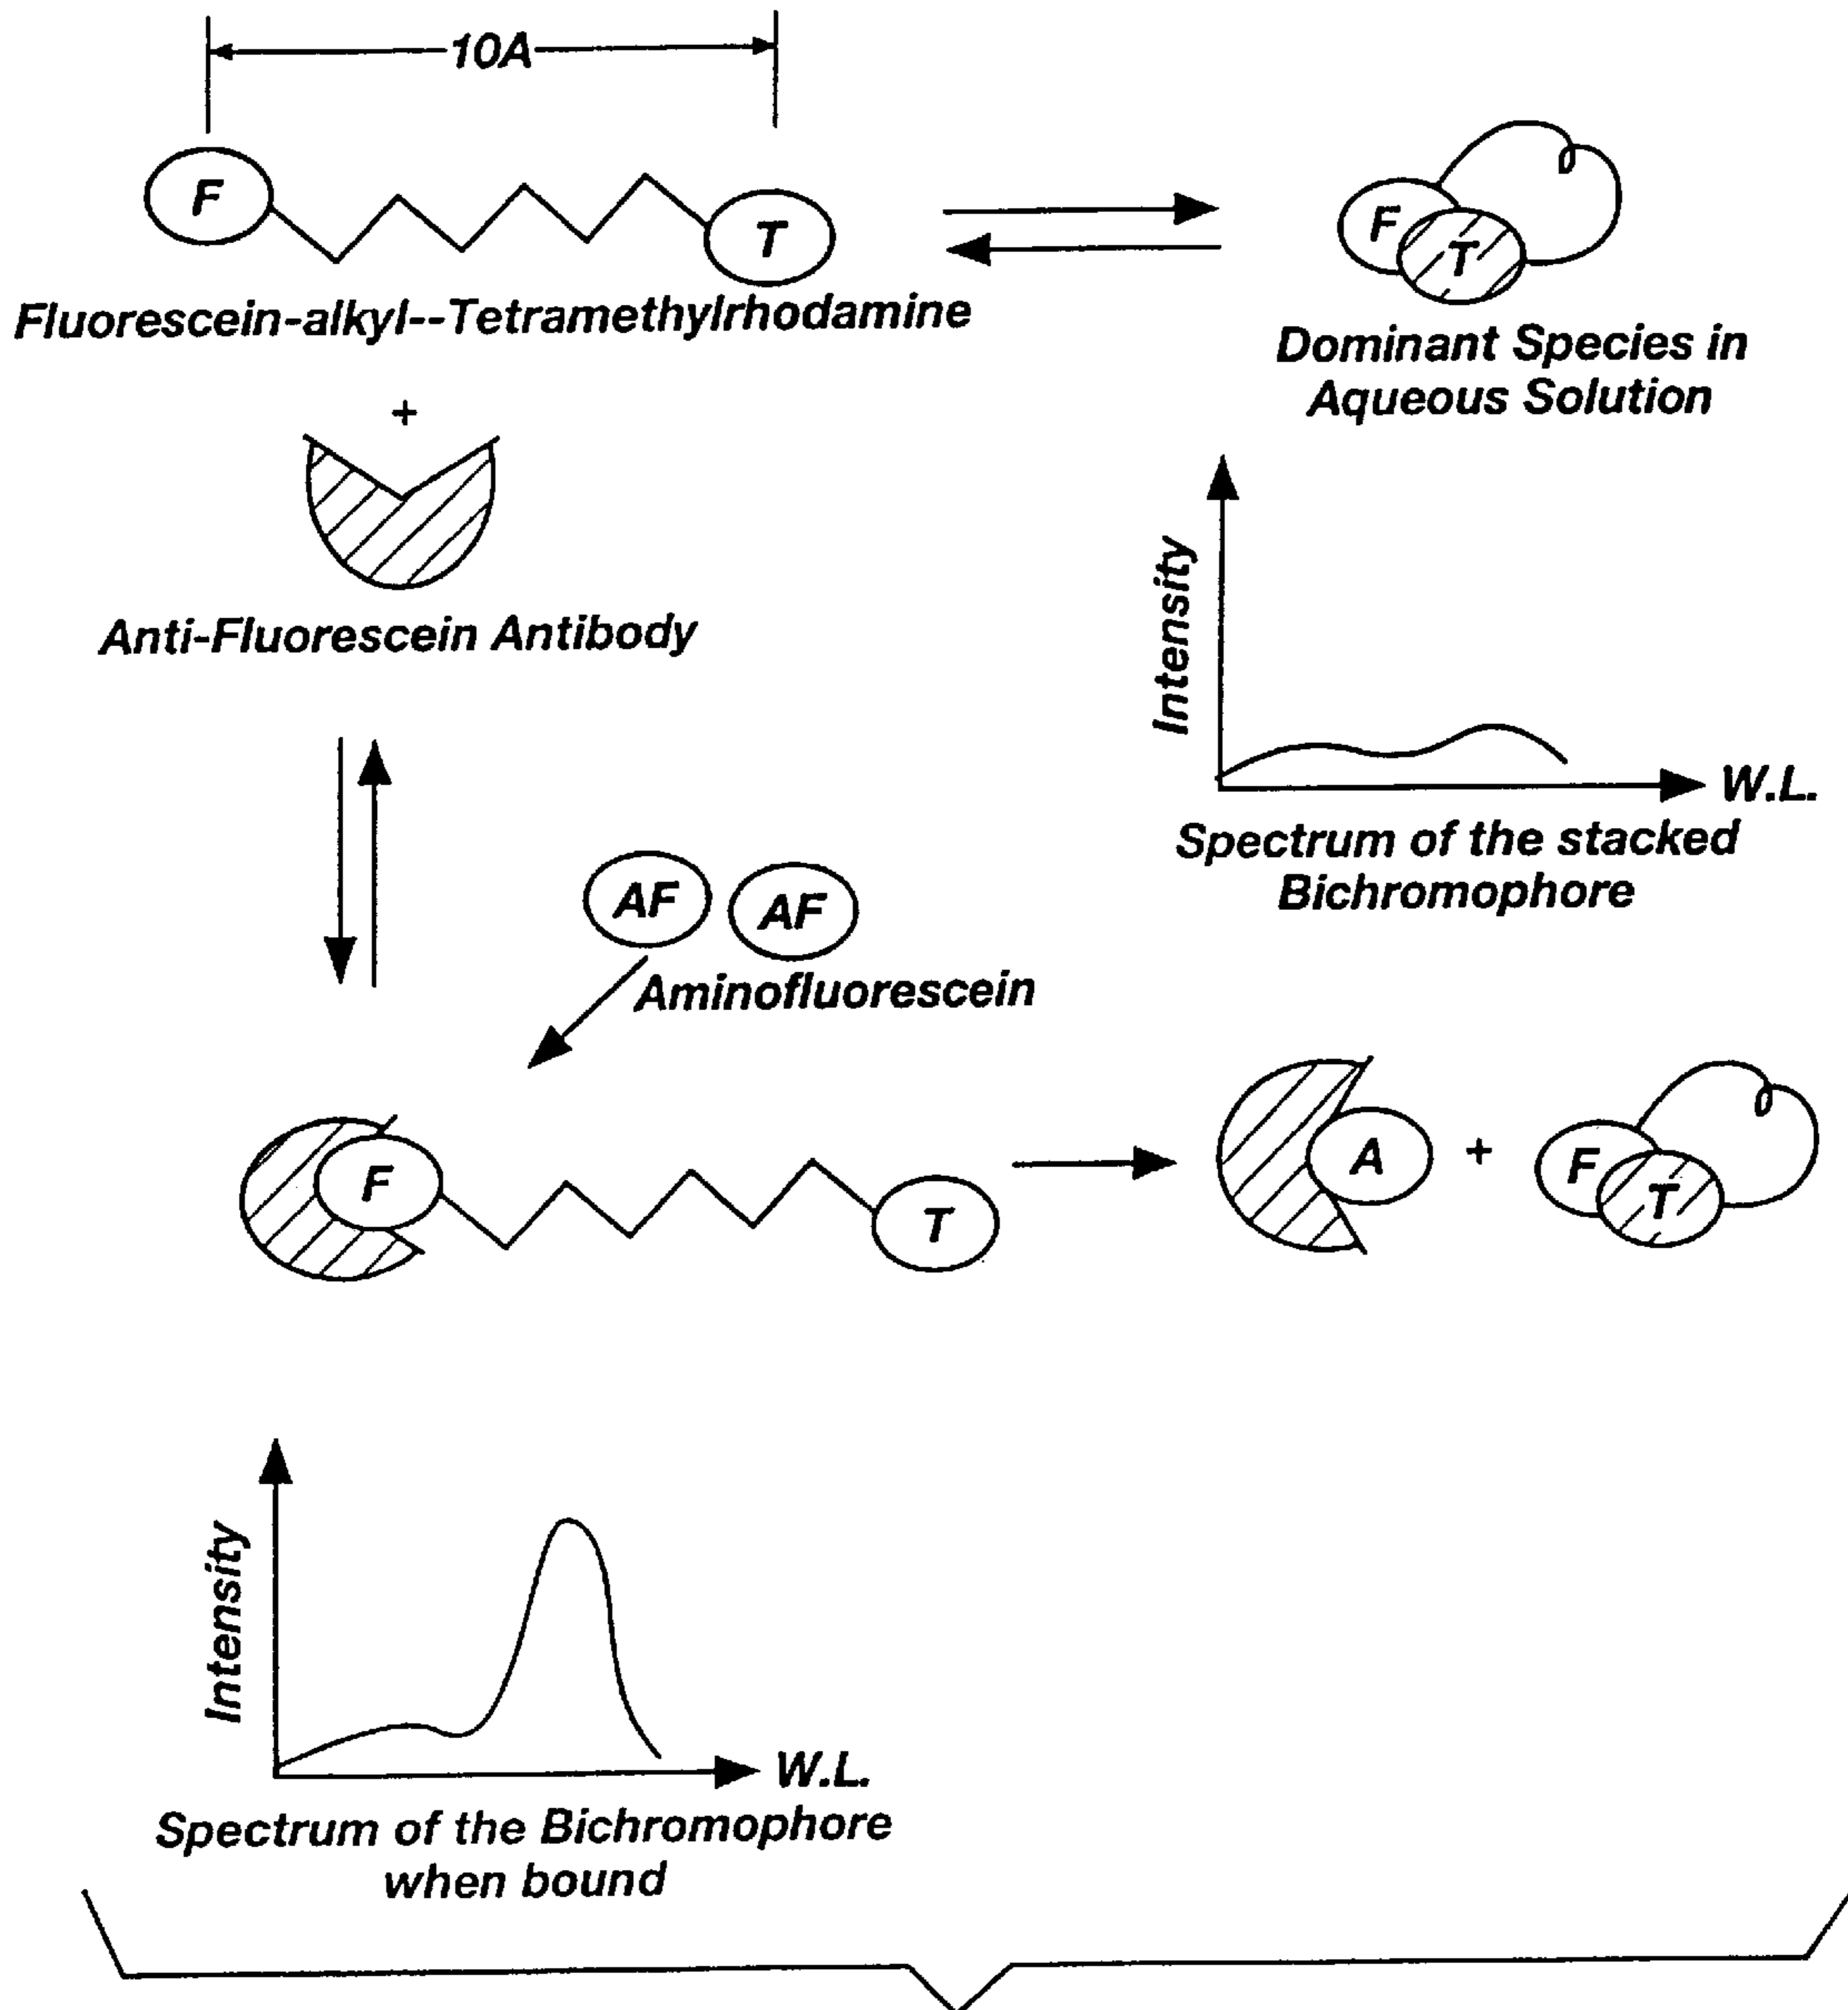 10A
F
T
F
T
Fluorescein-alkyl--Tetramethylrhodamine
Dominant Species in
Aqueous Solution
+
Anti-Fluorescein Antibody
Intensity
W.L.
Spectrum of the stacked
Bichromophore
AF
AF
Aminofluorescein
F
T
A
+
F
T
Intensity
W.L.
Spectrum of the Bichromophore
when bound